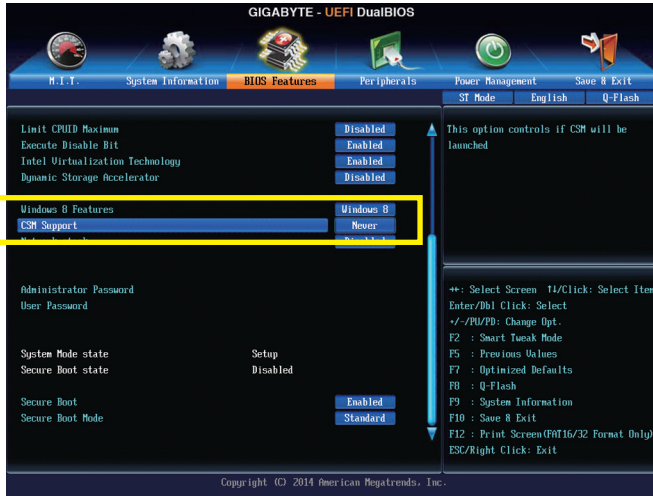 GIGABYTE - UEFI DualBIOS
M.I.T. System Information BIOS Features Peripherals Power Management Save & Exit
ST Mode English Q-Flash
Limit CPUID Maximum Disabled
Execute Disable Bit Enabled
Intel Virtualization Technology Enabled
Dynamic Storage Accelerator Disabled
Windows 8 Features Windows 8
CSM Support Never
Administrator Password
User Password
System Mode state Setup
Secure Boot state Disabled
Secure Boot Enabled
Secure Boot Mode Standard
This option controls if CSM will be
launched
↔: Select Screen ↑↓/Click: Select Item
Enter/Dbl Click: Select
+/-/PU/PD: Change Opt.
F2 : Smart Tweak Mode
F5 : Previous Values
F7 : Optimized Defaults
F8 : Q-Flash
F9 : System Information
F10 : Save & Exit
F12 : Print Screen(FAT16/32 Format Only)
ESC/Right Click: Exit
Copyright (C) 2014 American Megatrends, Inc.